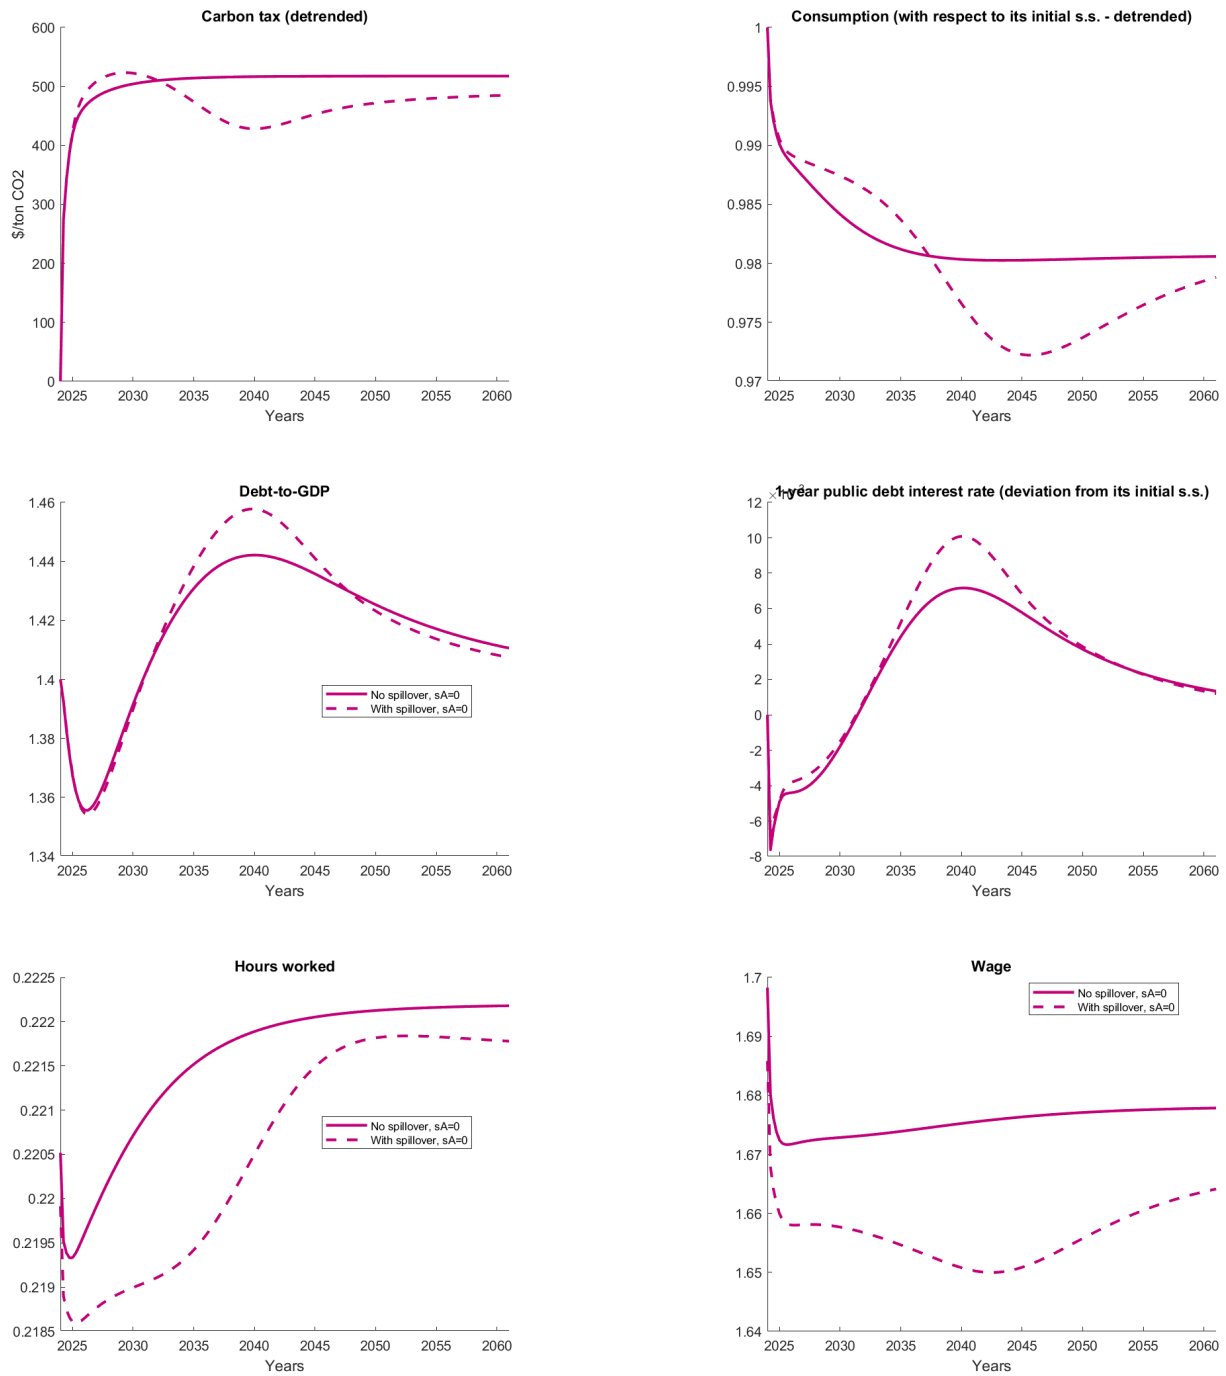 Carbon tax (detrended)
600
500
400
300
200
100
0
$/ton CO2
2025 2030 2035 2040 2045 2050 2055 2060
Years
Consumption (with respect to its initial s.s. - detrended)
1
0.995
0.99
0.985
0.98
0.975
0.97
2025 2030 2035 2040 2045 2050 2055 2060
Years
Debt-to-GDP
1.46
1.44
1.42
1.4
1.38
1.36
1.34
No spillover, sA=0
With spillover, sA=0
2025 2030 2035 2040 2045 2050 2055 2060
Years
1-year public debt interest rate (deviation from its initial s.s.)
12
10
8
6
4
2
0
-2
-4
-6
-8
2025 2030 2035 2040 2045 2050 2055 2060
Years
Hours worked
0.2225
0.222
0.2215
0.221
0.2205
0.22
0.2195
0.219
0.2185
No spillover, sA=0
With spillover, sA=0
2025 2030 2035 2040 2045 2050 2055 2060
Years
Wage
1.7
1.69
1.68
1.67
1.66
1.65
1.64
No spillover, sA=0
With spillover, sA=0
2025 2030 2035 2040 2045 2050 2055 2060
Years